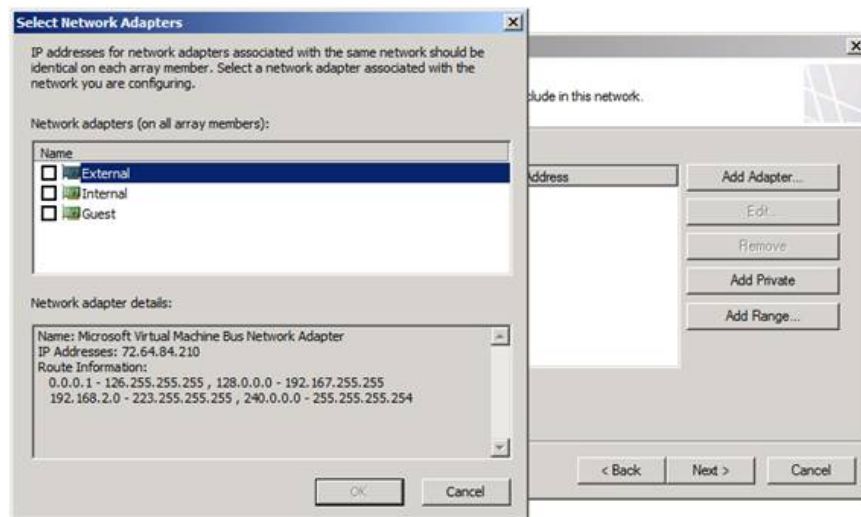 Select Network Adapters
IP addresses for network adapters associated with the same network should be
identical on each array member. Select a network adapter associated with the
network you are configuring.
Network adapters (on all array members):
Name
External
Internal
Guest
Network adapter details:
Name: Microsoft Virtual Machine Bus Network Adapter
IP Addresses: 72.64.84.210
Route Information:
0.0.0.1 - 126.255.255.255 , 128.0.0.0 - 192.167.255.255
192.168.2.0 - 223.255.255.255 , 240.0.0.0 - 255.255.255.254
OK
Cancel
in this network.
Add Adapter...
Edit...
Remove
Add Private
Add Range...
< Back
Next >
Cancel